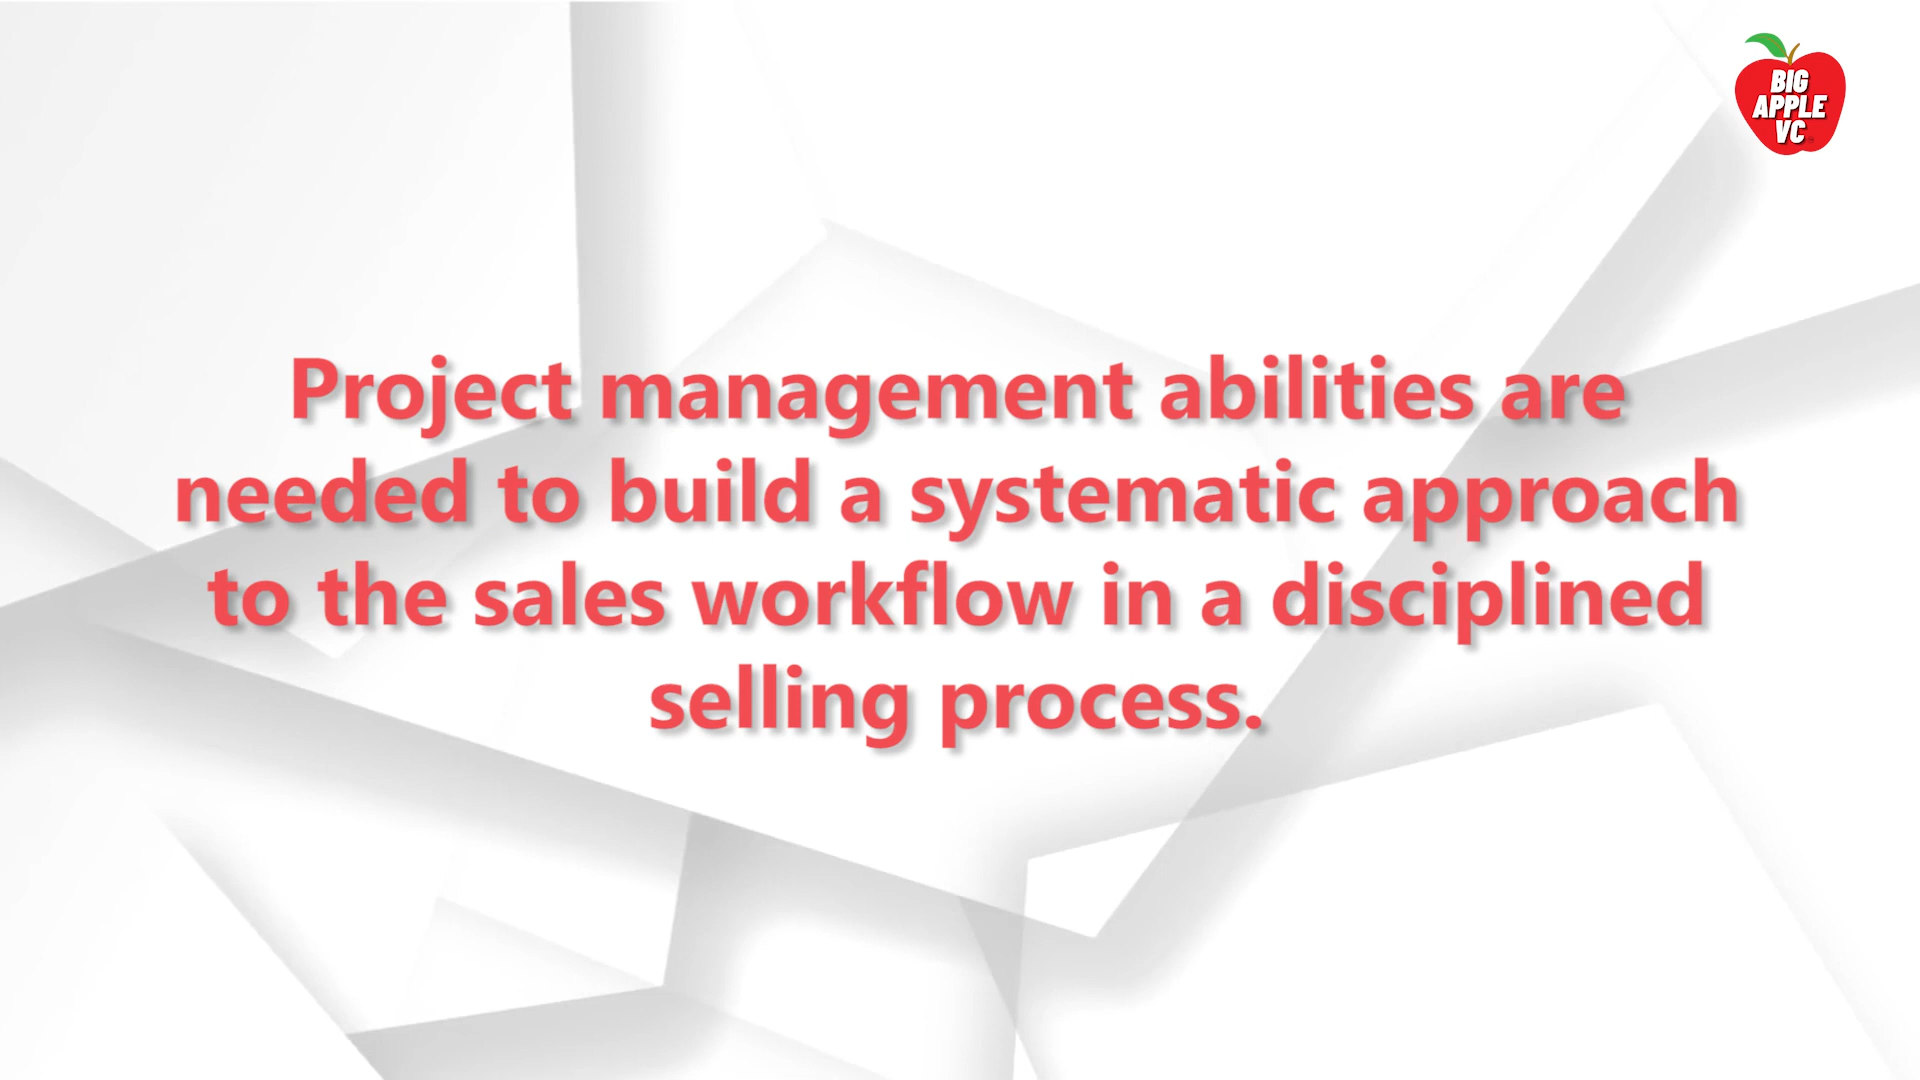 BIG
APPLE
VC
Project management abilities are
needed to build a systematic approach
to the sales workflow in a disciplined
selling process.